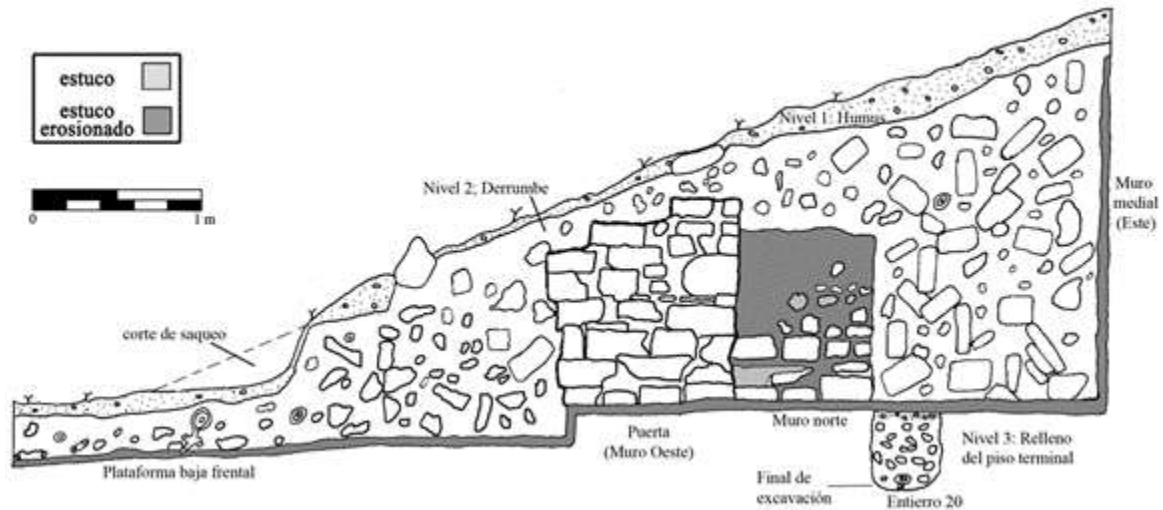 estuco
estuco
erosionado
0 1 m
Nivel 1: Humus
Nivel 2; Derrumbe
Muro
medial
(Este)
corte de saqueo
Plataforma baja frontal
Puerta
(Muro Oeste)
Muro norte
Nivel 3: Relleno
del piso terminal
Final de
excavación
Entierro 20